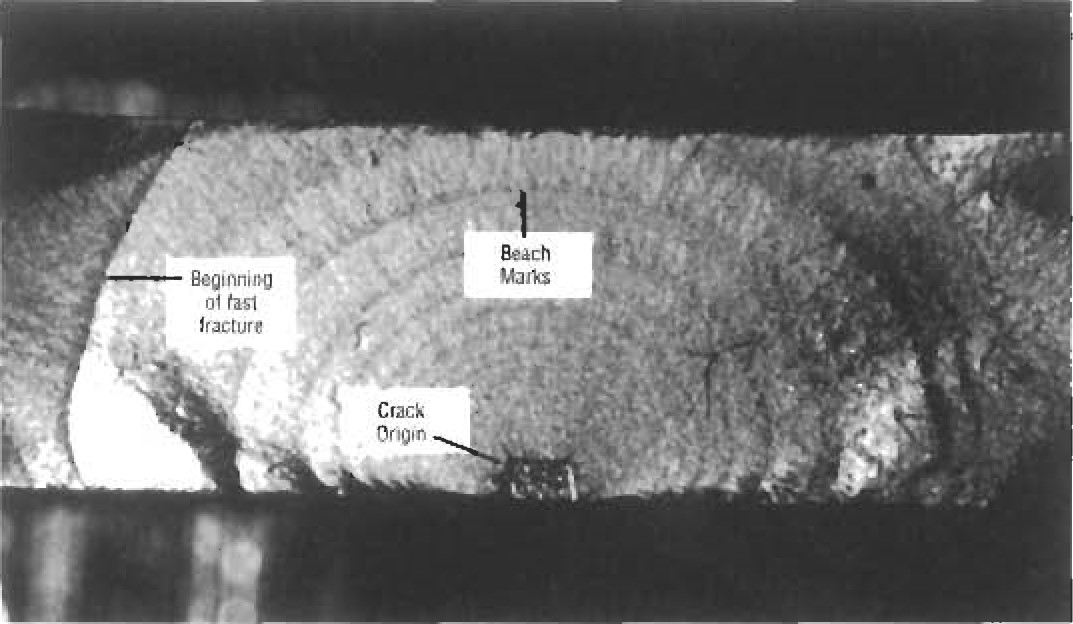 Beach
Marks
Beginning
of fast
fracture
Crack
Origin